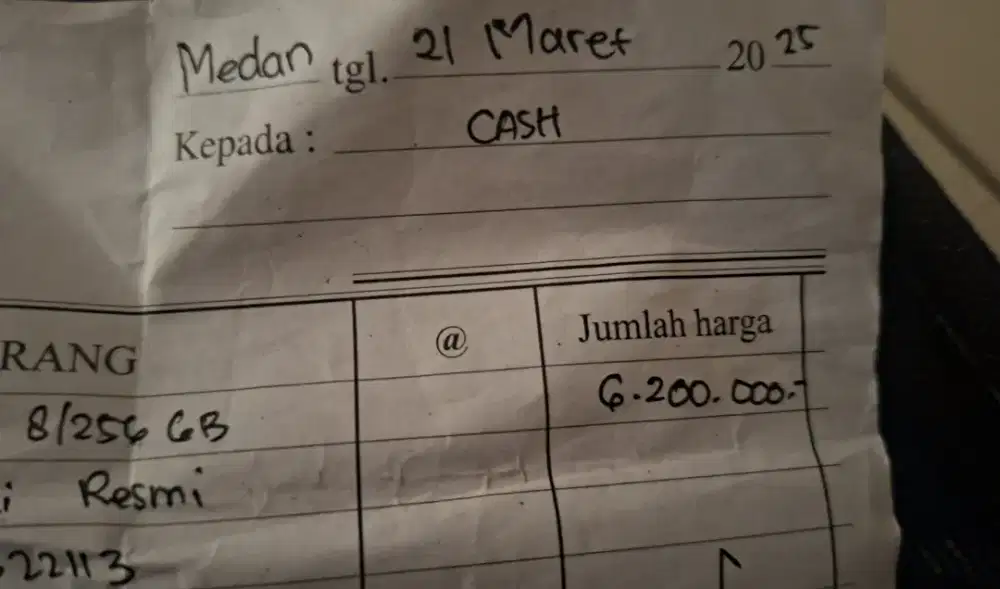 Medan tgl. 21 Maret 2025
Kepada : CASH
RANG @ Jumlah harga
8/256 GB 6.200.000.-
i Resmi
22113